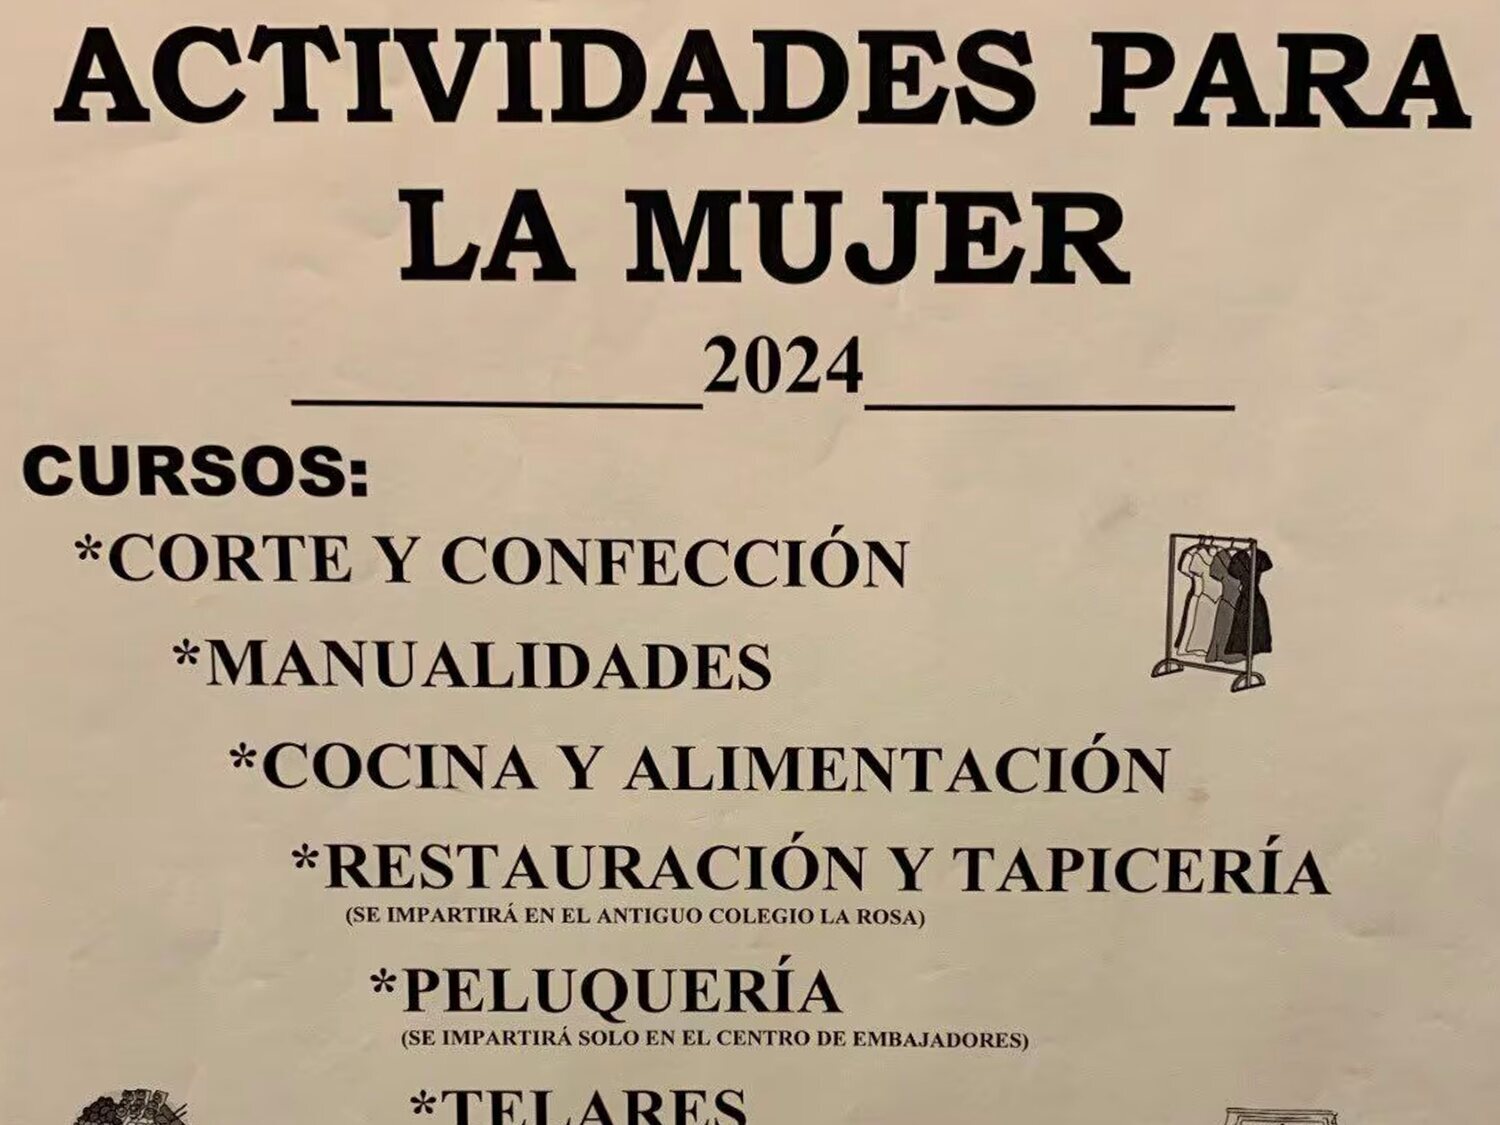 ACTIVIDADES PARA
LA MUJER
2024
CURSOS:
*CORTE Y CONFECCIÓN
*MANUALIDADES
*COCINA Y ALIMENTACIÓN
*RESTAURACIÓN Y TAPICERÍA
(SE IMPARTIRÁ EN EL ANTIGUO COLEGIO LA ROSA)
*PELUQUERÍA
(SE IMPARTIRÁ SOLO EN EL CENTRO DE EMBAJADORES)
*TELARES